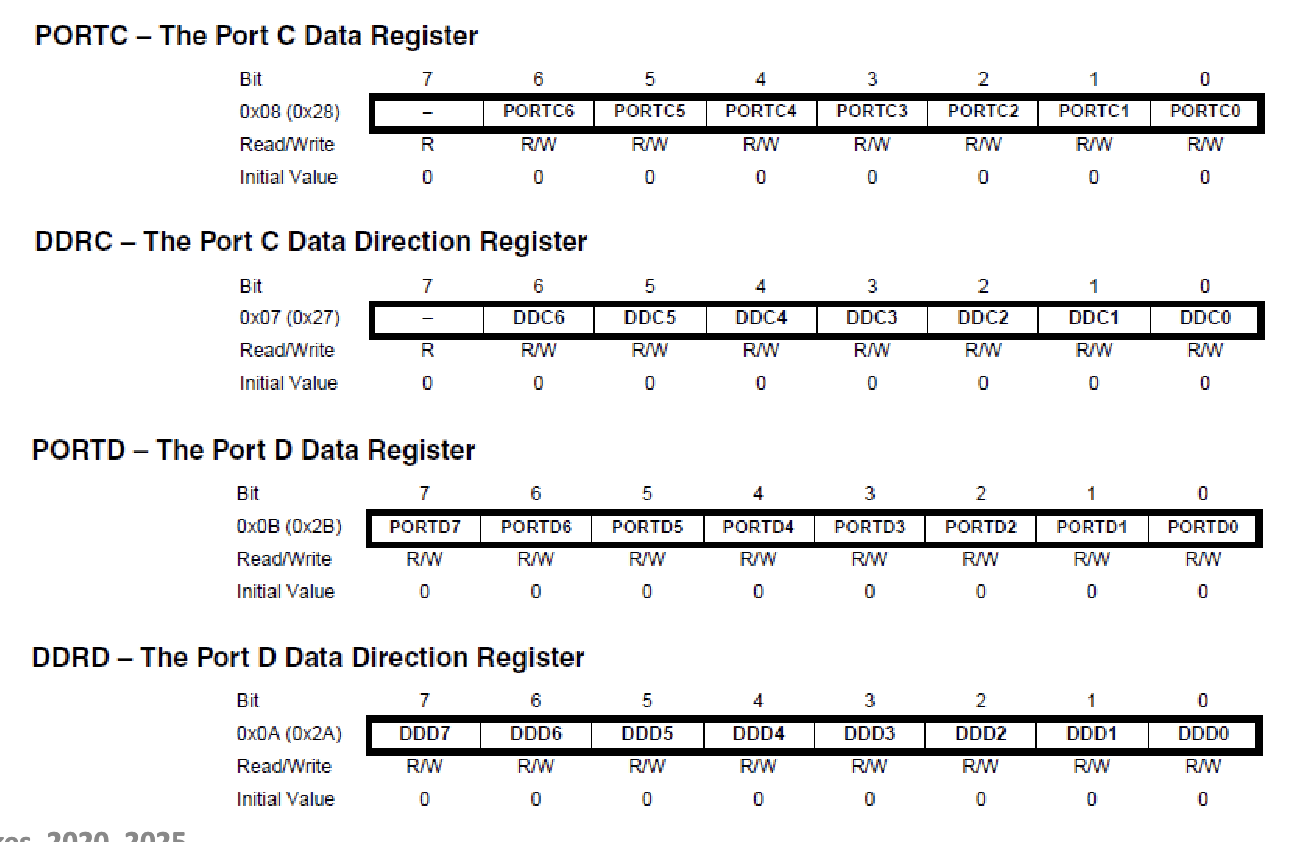 PORTC – The Port C Data Register
Bit 7 6 5 4 3 2 1 0
0x08 (0x28) – PORTC6 PORTC5 PORTC4 PORTC3 PORTC2 PORTC1 PORTC0
Read/Write R R/W R/W R/W R/W R/W R/W R/W
Initial Value 0 0 0 0 0 0 0 0
DDRC – The Port C Data Direction Register
Bit 7 6 5 4 3 2 1 0
0x07 (0x27) – DDC6 DDC5 DDC4 DDC3 DDC2 DDC1 DDC0
Read/Write R R/W R/W R/W R/W R/W R/W R/W
Initial Value 0 0 0 0 0 0 0 0
PORTD – The Port D Data Register
Bit 7 6 5 4 3 2 1 0
0x0B (0x2B) PORTD7 PORTD6 PORTD5 PORTD4 PORTD3 PORTD2 PORTD1 PORTD0
Read/Write R/W R/W R/W R/W R/W R/W R/W R/W
Initial Value 0 0 0 0 0 0 0 0
DDRD – The Port D Data Direction Register
Bit 7 6 5 4 3 2 1 0
0x0A (0x2A) DDD7 DDD6 DDD5 DDD4 DDD3 DDD2 DDD1 DDD0
Read/Write R/W R/W R/W R/W R/W R/W R/W R/W
Initial Value 0 0 0 0 0 0 0 0
2020, 2025